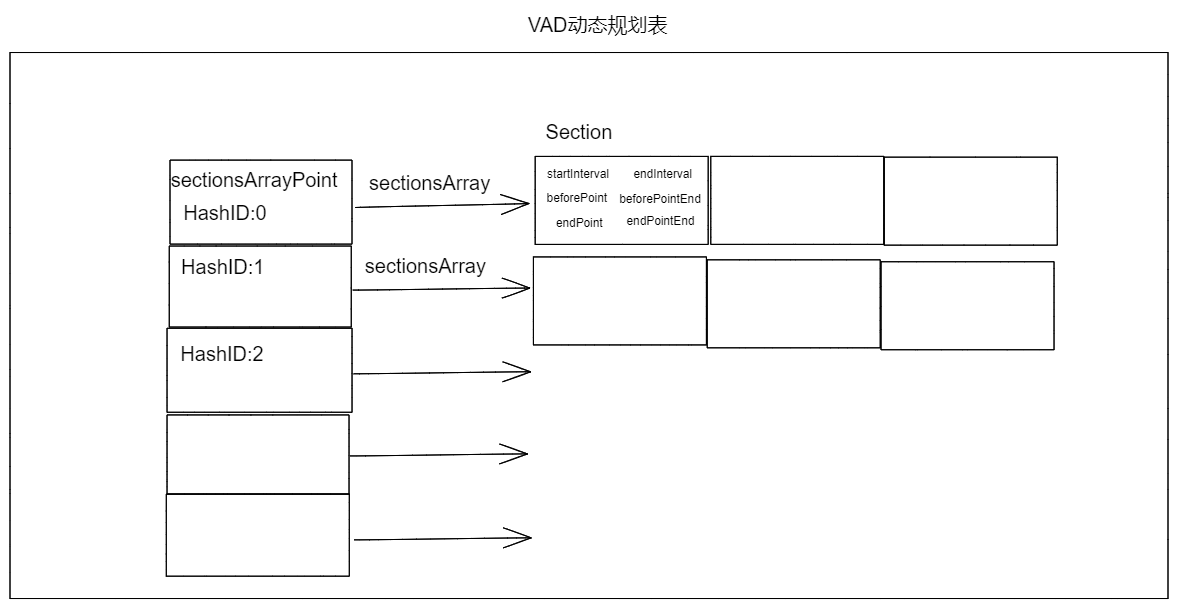 VAD动态规划表
Section
sectionsArrayPoint
HashID:0
sectionsArray
startInterval endInterval
beforePoint beforePointEnd
endPoint endPointEnd
HashID:1
sectionsArray
HashID:2